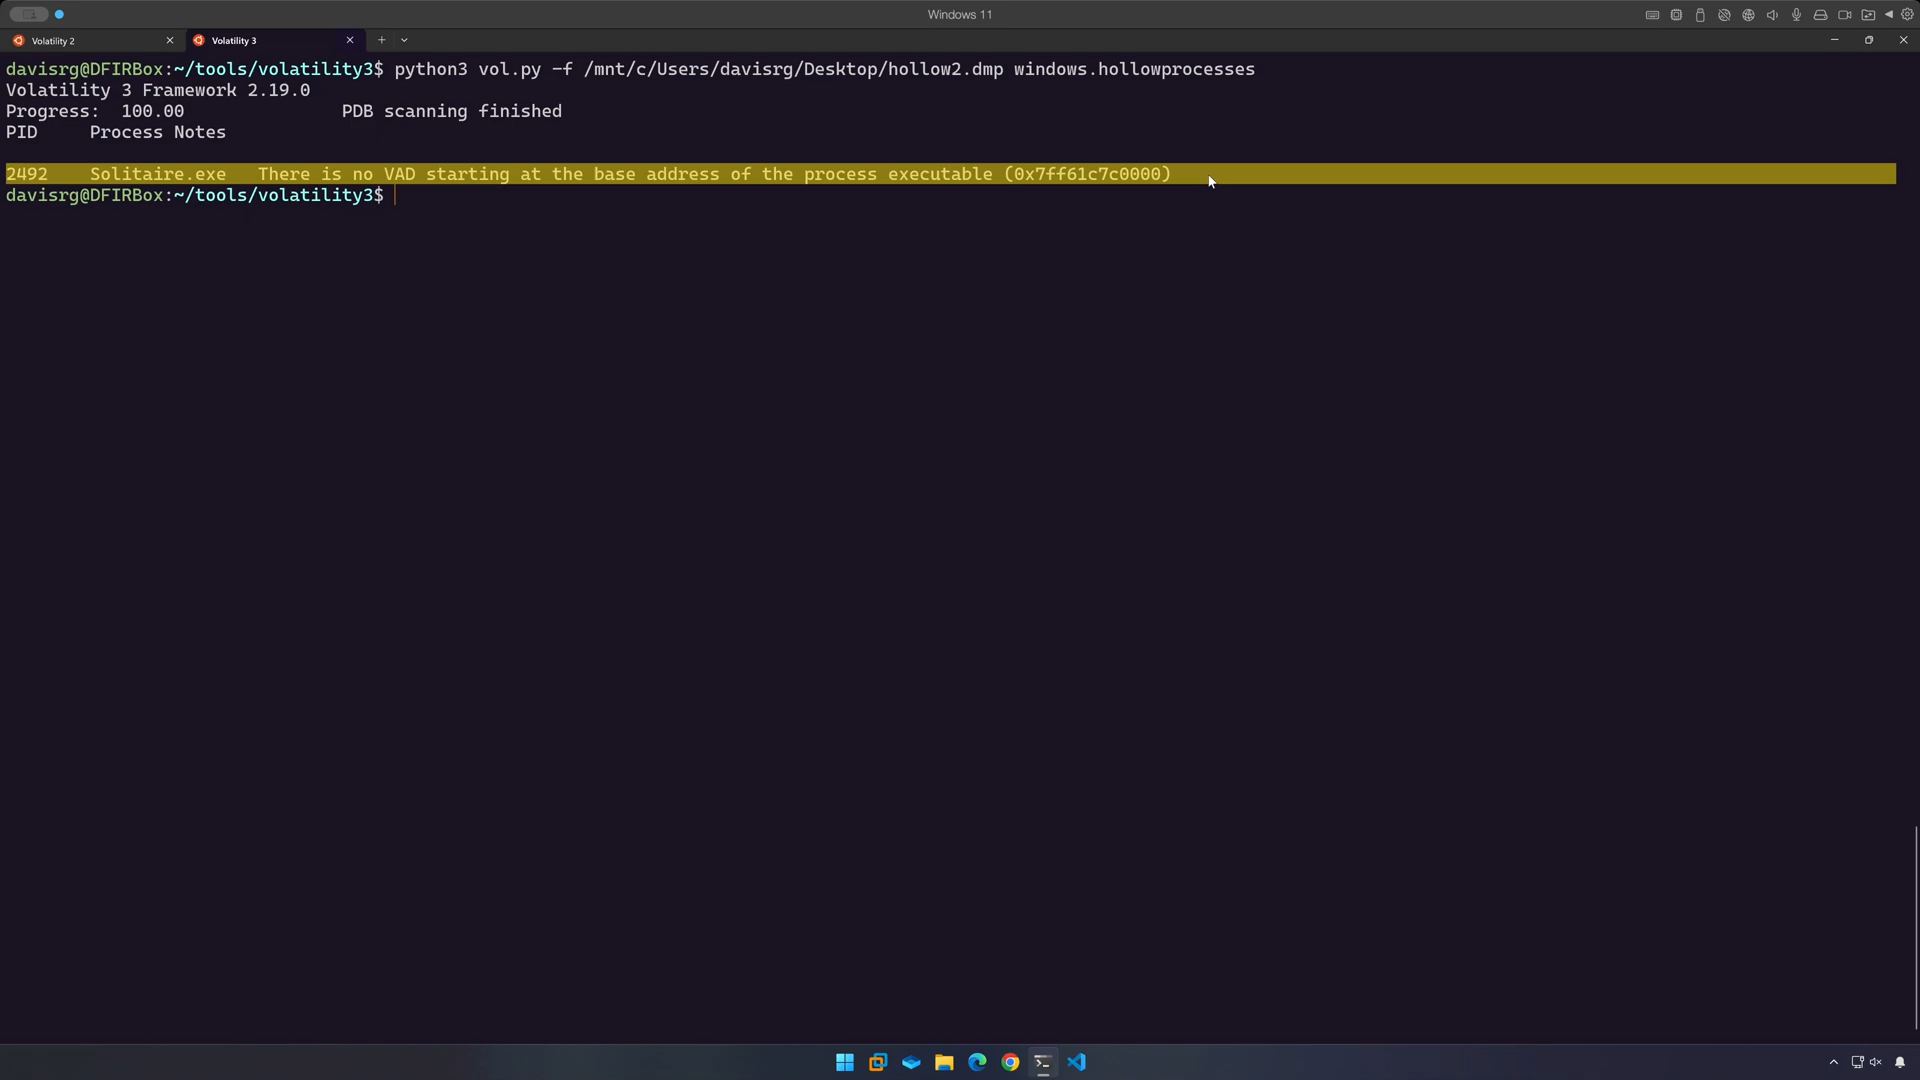 Windows 11
Volatility 2
Volatility 3
davisrg@DFIRBox:~/tools/volatility3$ python3 vol.py -f /mnt/c/Users/davisrg/Desktop/hollow2.dmp windows.hollowprocesses
Volatility 3 Framework 2.19.0
Progress:  100.00               PDB scanning finished
PID     Process Notes
2492    Solitaire.exe   There is no VAD starting at the base address of the process executable (0x7ff61c7c0000)
davisrg@DFIRBox:~/tools/volatility3$